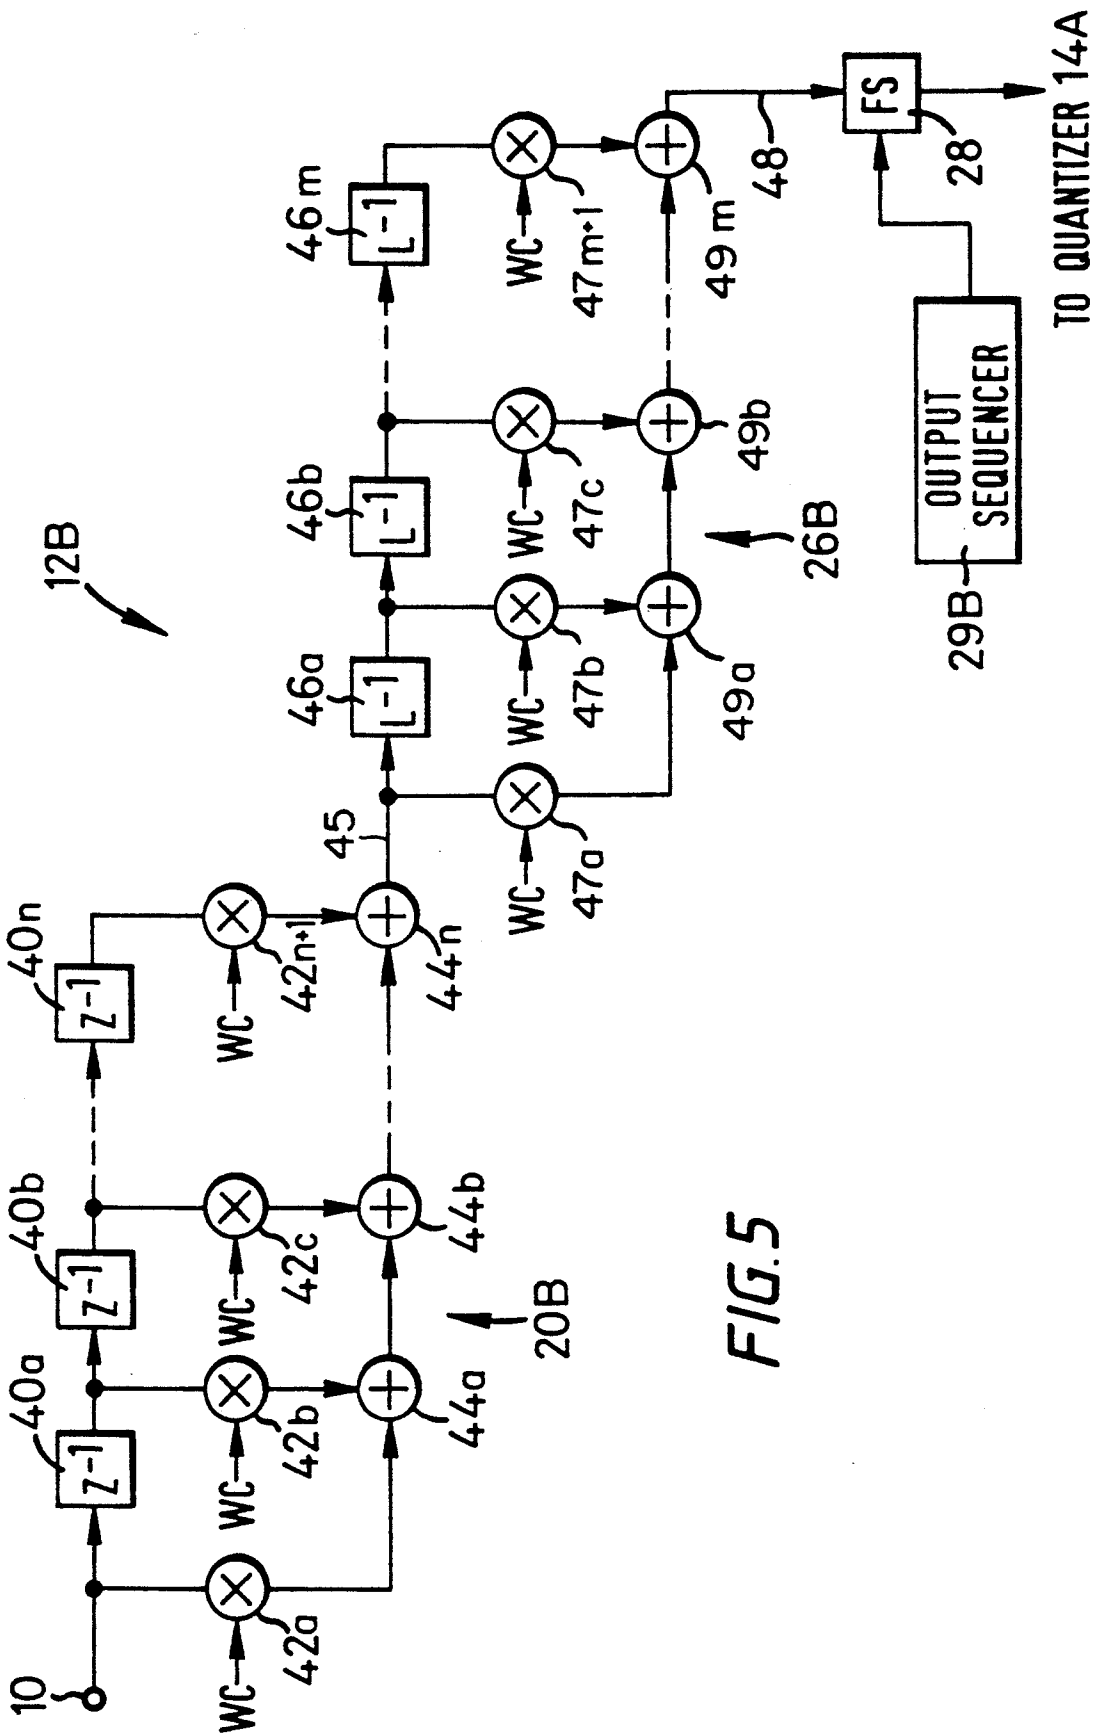 12B
10
40a
40b
40n
Z-1
Z-1
Z-1
WC
WC
WC
WC
42a
42b
42c
42n+1
44a
44b
44n
20B
45
46a
46b
46m
L-1
L-1
L-1
WC
WC
WC
WC
47a
47b
47c
47m+1
49a
49b
49m
26B
48
FS
28
OUTPUT
SEQUENCER
29B
TO QUANTIZER 14A
FIG.5